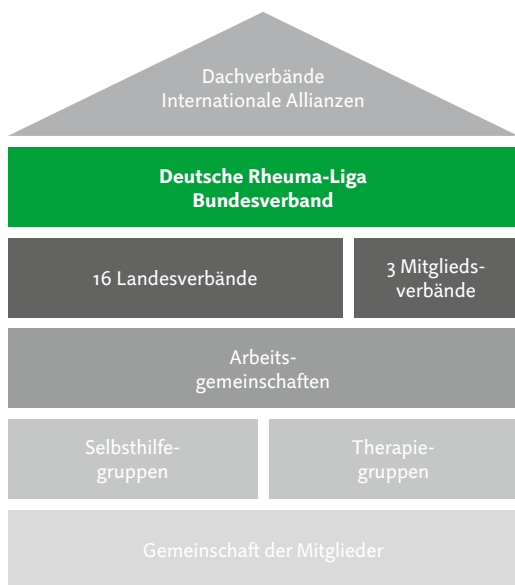 Dachverbände
Internationale Allianzen
Deutsche Rheuma-Liga
Bundesverband
16 Landesverbände
3 Mitglieds-
verbände
Arbeits-
gemeinschaften
Selbsthilfe-
gruppen
Therapie-
gruppen
Gemeinschaft der Mitglieder